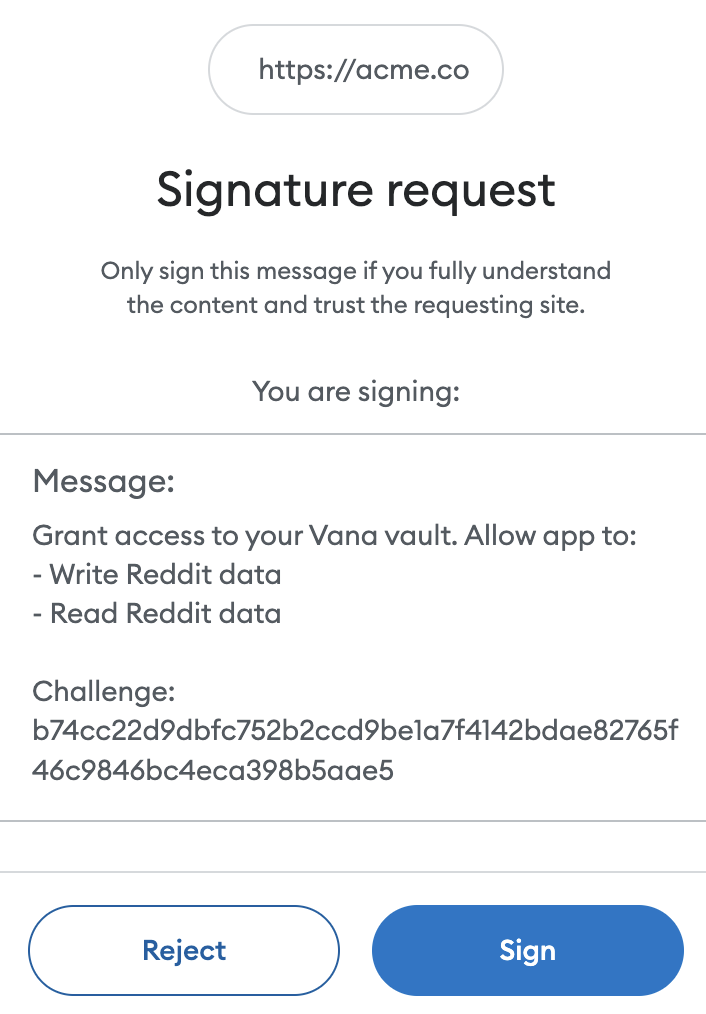 https://acme.co
Signature request
Only sign this message if you fully understand
the content and trust the requesting site.
You are signing:
Message:
Grant access to your Vana vault. Allow app to:
- Write Reddit data
- Read Reddit data
Challenge:
b74cc22d9dbfc752b2ccd9be1a7f4142bdae82765f
46c9846bc4eca398b5aae5
Reject
Sign